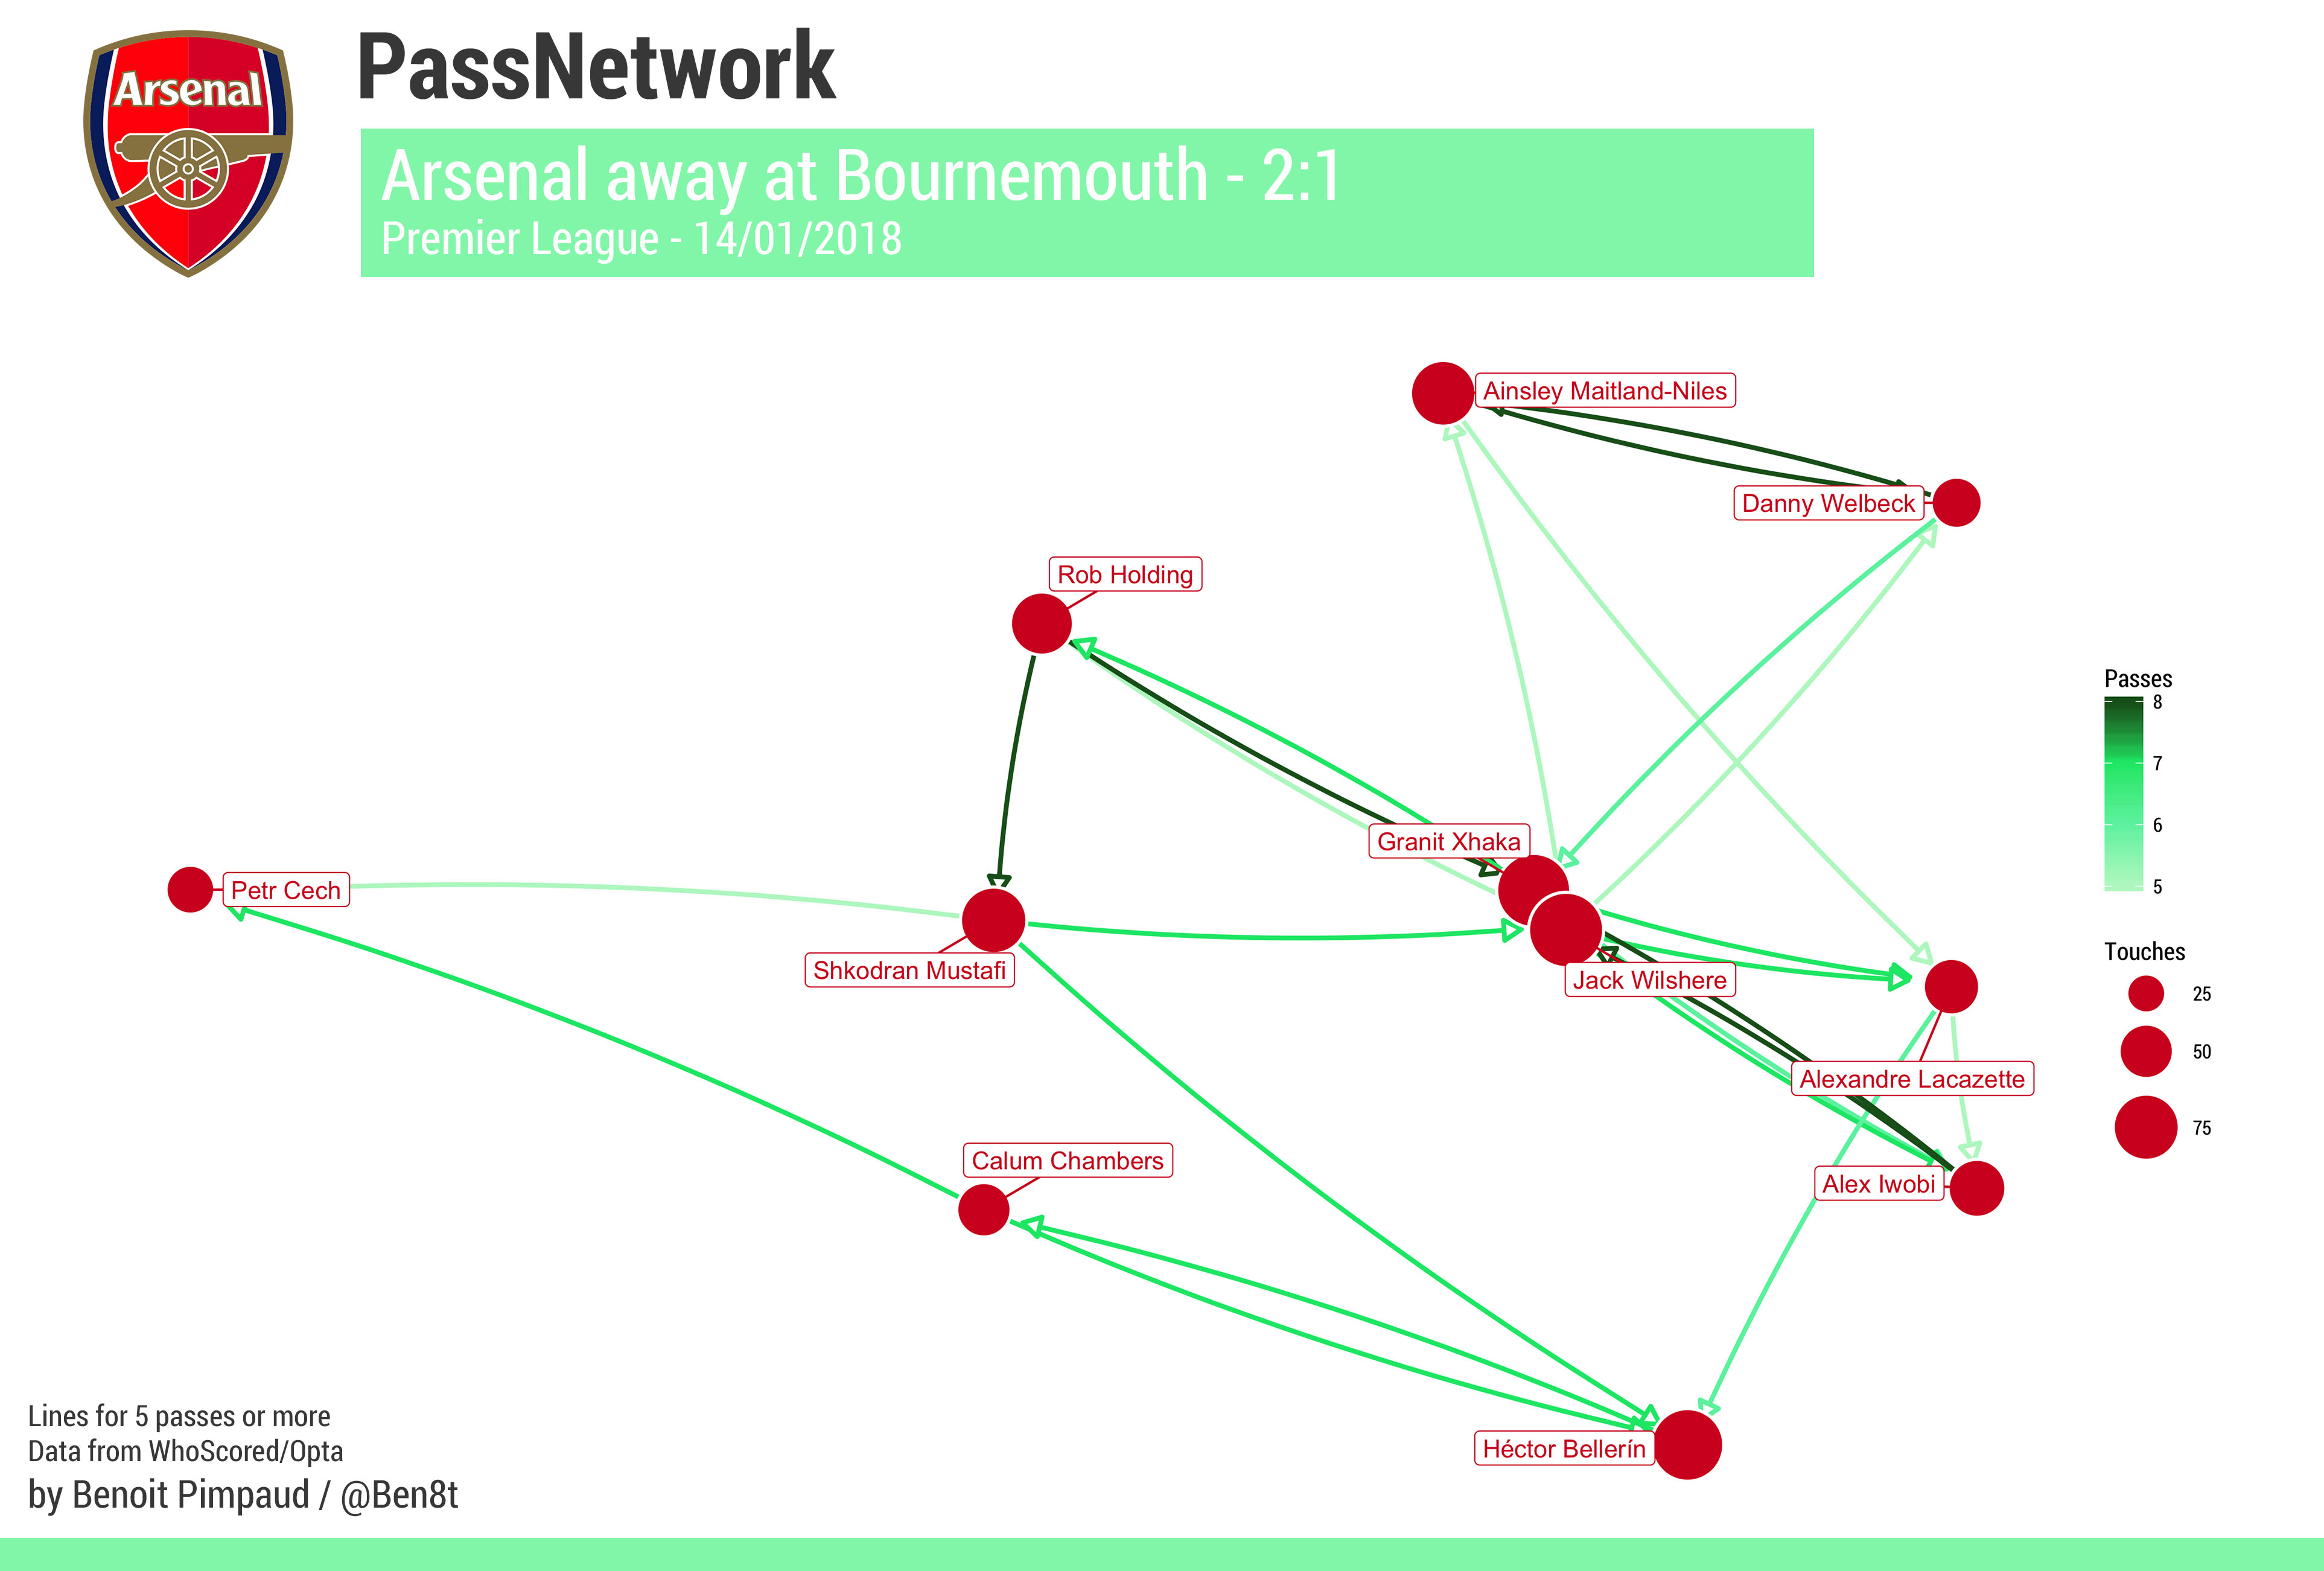 Arsenal
PassNetwork
Arsenal away at Bournemouth - 2:1
Premier League - 14/01/2018
Ainsley Maitland-Niles
Danny Welbeck
Rob Holding
Granit Xhaka
Petr Cech
Shkodran Mustafi
Jack Wilshere
Alexandre Lacazette
Calum Chambers
Alex Iwobi
Héctor Bellerín
Passes
8
7
6
5
Touches
25
50
75
Lines for 5 passes or more
Data from WhoScored/Opta
by Benoit Pimpaud / @Ben8t